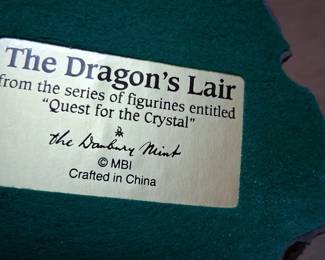 The Dragon's Lair
from the series of figurines entitled
"Quest for the Crystal"
the Danbury Mint
© MBI
Crafted in China